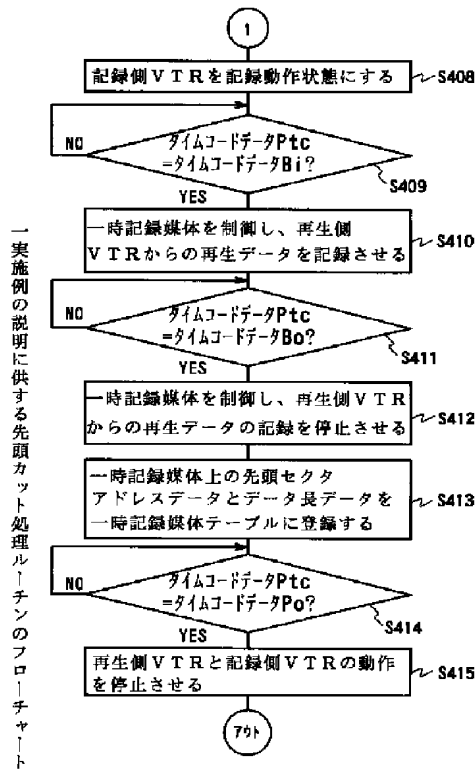 1
記録側VTRを記録動作状態にする
S408
NO
タイムコードデータPtc
=タイムコードデータBi?
S409
YES
一時記録媒体を制御し、再生側
VTRからの再生データを記録させる
S410
NO
タイムコードデータPtc
=タイムコードデータBo?
S411
YES
一時記録媒体を制御し、再生側VTR
からの再生データの記録を停止させる
S412
一時記録媒体上の先頭セクタ
アドレスデータとデータ長データを
一時記録媒体テーブルに登録する
S413
NO
タイムコードデータPtc
=タイムコードデータPo?
S414
YES
再生側VTRと記録側VTRの動作
を停止させる
S415
アウト
一実施例の説明に供する先頭カット処理ルーチンのフローチャート